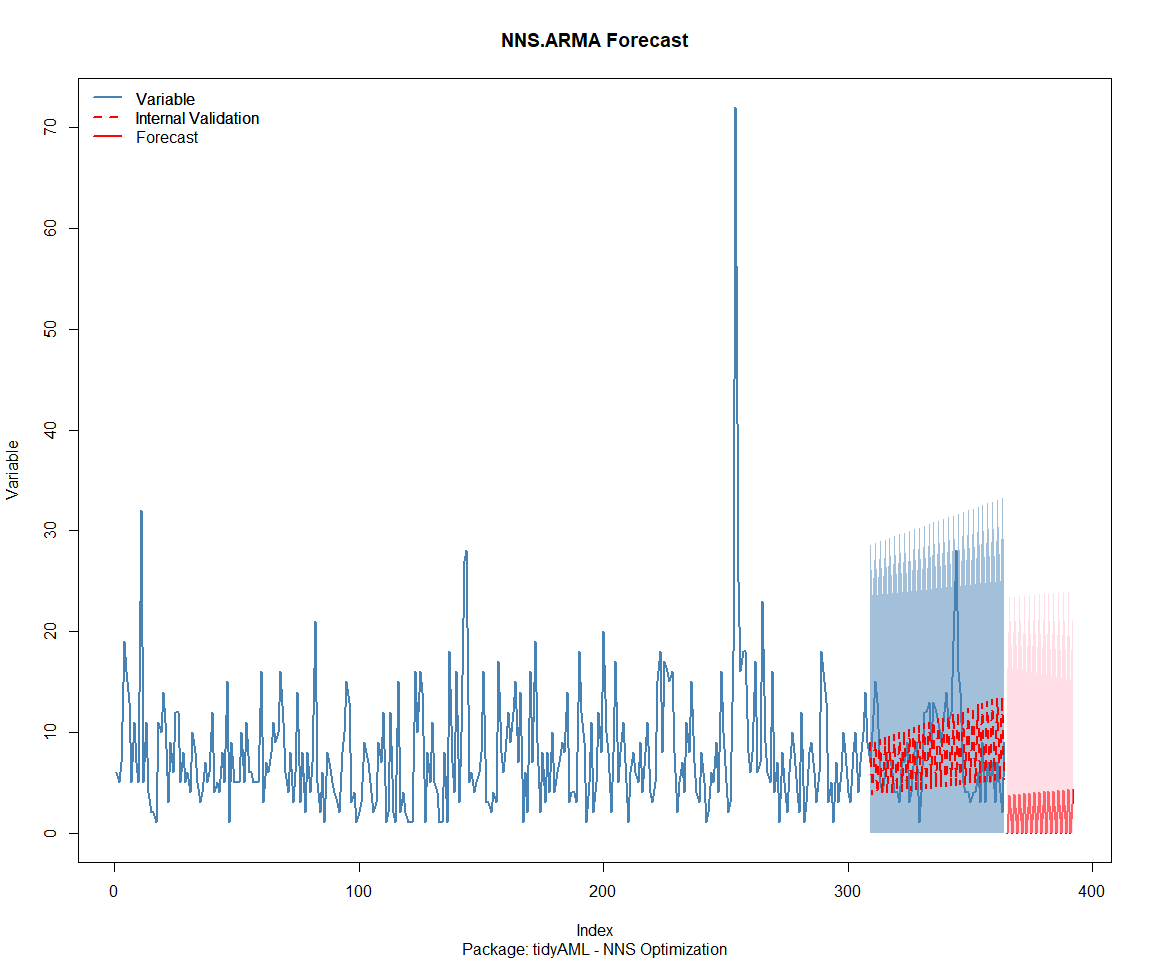 NNS.ARMA Forecast
Variable
Internal Validation
Forecast
Variable
70
60
50
40
30
20
10
0
0 100 200 300 400
Index
Package: tidyAML - NNS Optimization